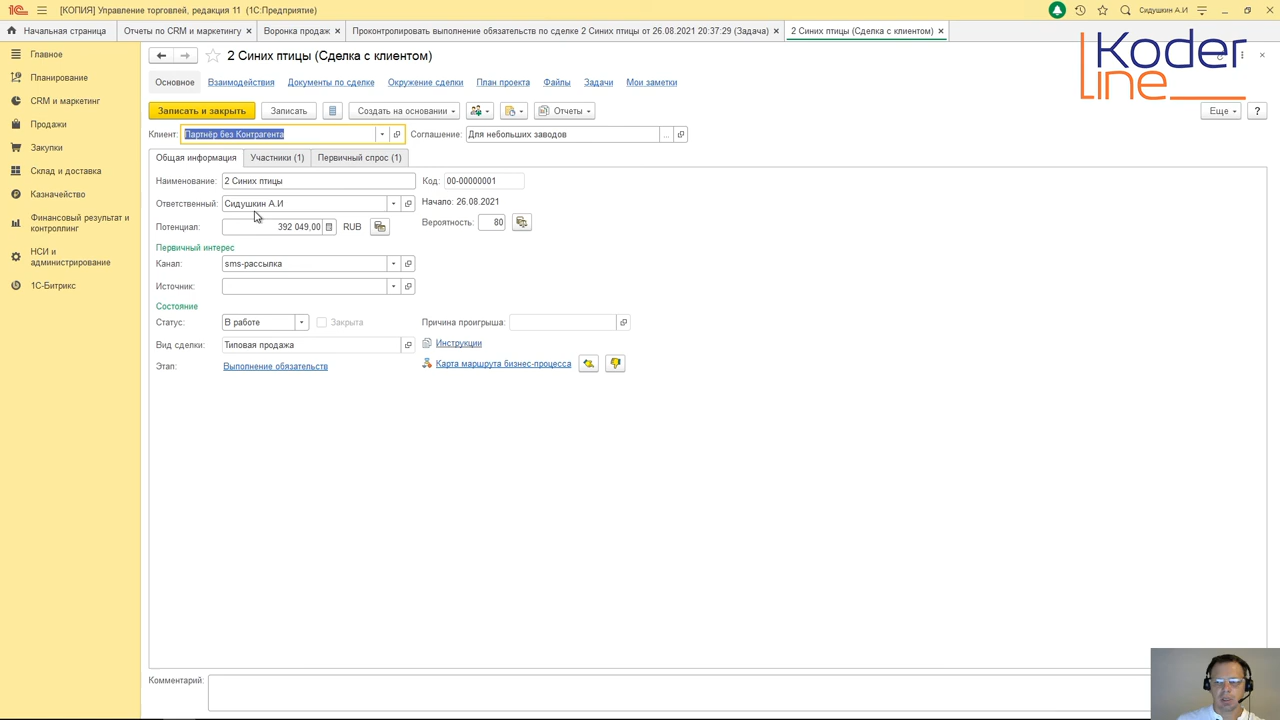 [КОПИЯ] Управление торговлей, редакция 11 (1С:Предприятие)
Сидушкин А.И
Начальная страница
Отчеты по CRM и маркетингу
Воронка продаж
Проконтролировать выполнение обязательств по сделке 2 Синих птицы от 26.08.2021 20:37:29 (Задача)
2 Синих птицы (Сделка с клиентом)
Главное
Планирование
CRM и маркетинг
Продажи
Закупки
Склад и доставка
Казначейство
Финансовый результат и
контроллинг
НСИ и
администрирование
1С-Битрикс
2 Синих птицы (Сделка с клиентом)
Koder
line
Основное
Взаимодействия
Документы по сделке
Окружение сделки
План проекта
Файлы
Задачи
Мои заметки
Записать и закрыть
Записать
Создать на основании
Отчеты
Еще
?
Клиент: Партнёр без Контрагента
Соглашение: Для небольших заводов
...
Общая информация
Участники (1)
Первичный спрос (1)
Наименование: 2 Синих птицы
Код: 00-00000001
Ответственный: Сидушкин А.И
Начало: 26.08.2021
Потенциал: 392 049,00 RUB
Вероятность: 80
Первичный интерес
Канал: sms-рассылка
Источник:
Состояние
Статус: В работе
Закрыта
Причина проигрыша:
Вид сделки: Типовая продажа
Инструкции
Этап: Выполнение обязательств
Карта маршрута бизнес-процесса
Комментарий: